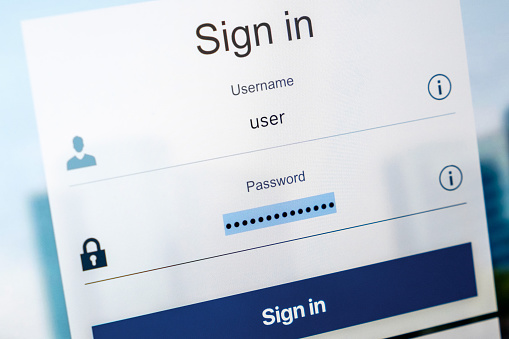 Sign in
Username
i
user
Password
i
••••••••••••••
Sign in